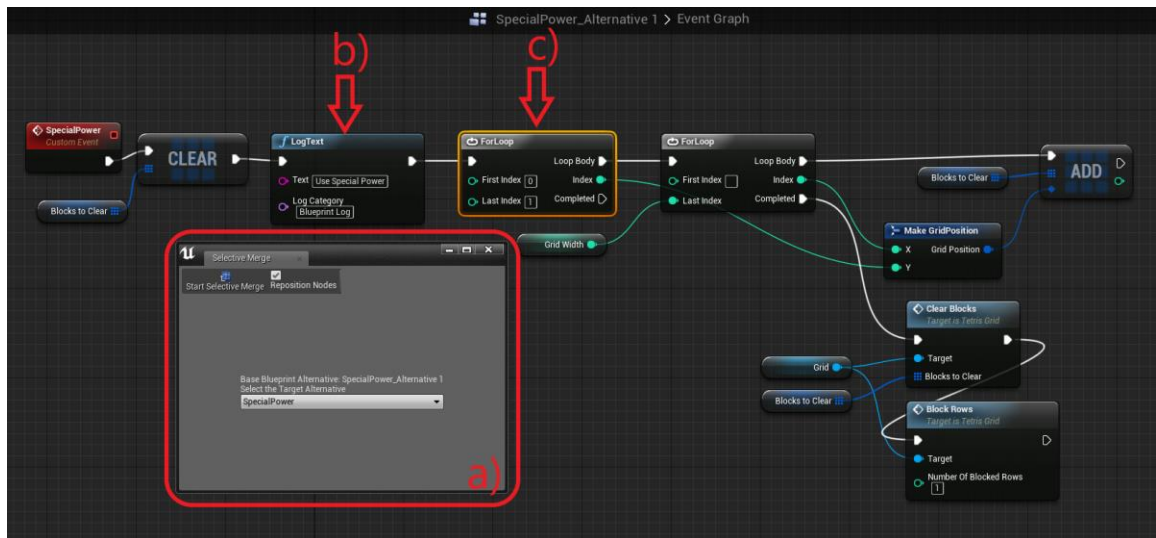 SpecialPower_Alternative 1 > Event Graph
b)
c)
SpecialPower
Custom Event
CLEAR
Blocks to Clear
LogText
Text Use Special Power
Log Category
Blueprint Log
ForLoop
Loop Body
First Index 0
Index
Last Index 1
Completed
ForLoop
Loop Body
First Index
Index
Last Index
Completed
Grid Width
Blocks to Clear
ADD
Make GridPosition
X Grid Position
Y
Selective Merge
Start Selective Merge Reposition Nodes
Base Blueprint Alternative: SpecialPower_Alternative 1
Select the Target Alternative
SpecialPower
a)
Clear Blocks
Target is Tetris Grid
Target
Blocks to Clear
Grid
Blocks to Clear
Block Rows
Target is Tetris Grid
Target
Number Of Blocked Rows
1